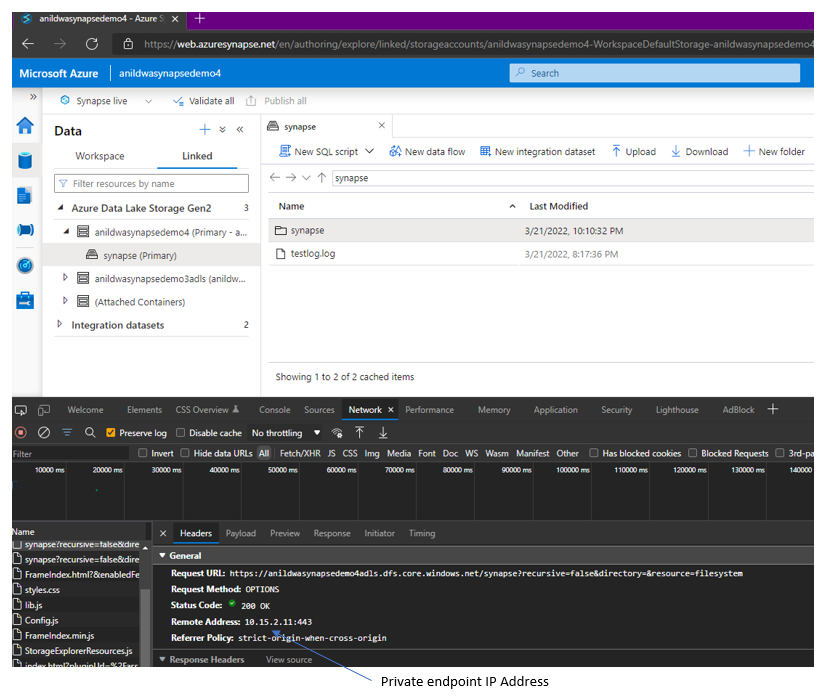 anildwasynapsedemo4 - Azure S
https://web.azuresynapse.net/en/authoring/explore/linked/storageaccounts/anildwasynapsedemo4-WorkspaceDefaultStorage-anildwasynapsedemo4
Microsoft Azure anildwasynapsedemo4 Search
Synapse live Validate all Publish all
Data
Workspace Linked
Filter resources by name
Azure Data Lake Storage Gen2 3
anildwasynapsedemo4 (Primary - a...
synapse (Primary)
anildwasynapsedemo3adls (anildw...
(Attached Containers)
Integration datasets 2
synapse
New SQL script New data flow New integration dataset Upload Download New folder
synapse
Name Last Modified
synapse 3/21/2022, 10:10:32 PM
testlog.log 3/21/2022, 8:17:36 PM
Showing 1 to 2 of 2 cached items
Welcome Elements CSS Overview Console Sources Network Performance Memory Application Security Lighthouse AdBlock
Preserve log Disable cache No throttling
Filter Invert Hide data URLs All Fetch/XHR JS CSS Img Media Font Doc WS Wasm Manifest Other Has blocked cookies Blocked Requests 3rd-pa
10000 ms 20000 ms 30000 ms 40000 ms 50000 ms 60000 ms 70000 ms 80000 ms 90000 ms 100000 ms 110000 ms 120000 ms 130000 ms 140000
Name
synapse?recursive=false&dire
synapse?recursive=false&dire
FrameIndex.html?&enabledFe
styles.css
lib.js
Config.js
FrameIndex.min.js
StorageExplorerResources.js
index.html?pluginUrl=%2Fass
Headers Payload Preview Response Initiator Timing
General
Request URL: https://anildwasynapsedemo4adls.dfs.core.windows.net/synapse?recursive=false&directory=&resource=filesystem
Request Method: OPTIONS
Status Code: 200 OK
Remote Address: 10.15.2.11:443
Referrer Policy: strict-origin-when-cross-origin
Response Headers View source
Private endpoint IP Address